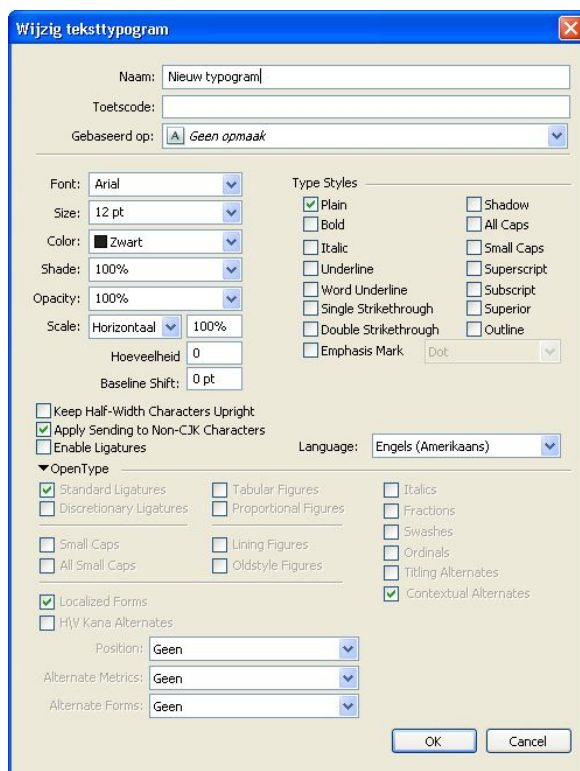 Wijzig teksttypogram
Naam: Nieuw typogram
Toetscode:
Gebaseerd op: A Geen opmaak
Font: Arial
Size: 12 pt
Color: Zwart
Shade: 100%
Opacity: 100%
Scale: Horizontaal 100%
Hoeveelheid 0
Baseline Shift: 0 pt
Type Styles
Plain Shadow
Bold All Caps
Italic Small Caps
Underline Superscript
Word Underline Subscript
Single Strikethrough Superior
Double Strikethrough Outline
Emphasis Mark Dot
Keep Half-Width Characters Upright
Apply Sending to Non-CJK Characters
Enable Ligatures Language: Engels (Amerikaans)
OpenType
Standard Ligatures Tabular Figures Italics
Discretionary Ligatures Proportional Figures Fractions
Swashes
Small Caps Lining Figures Ordinals
All Small Caps Oldstyle Figures Titling Alternates
Localized Forms Contextual Alternates
H\V Kana Alternates
Position: Geen
Alternate Metrics: Geen
Alternate Forms: Geen
OK Cancel